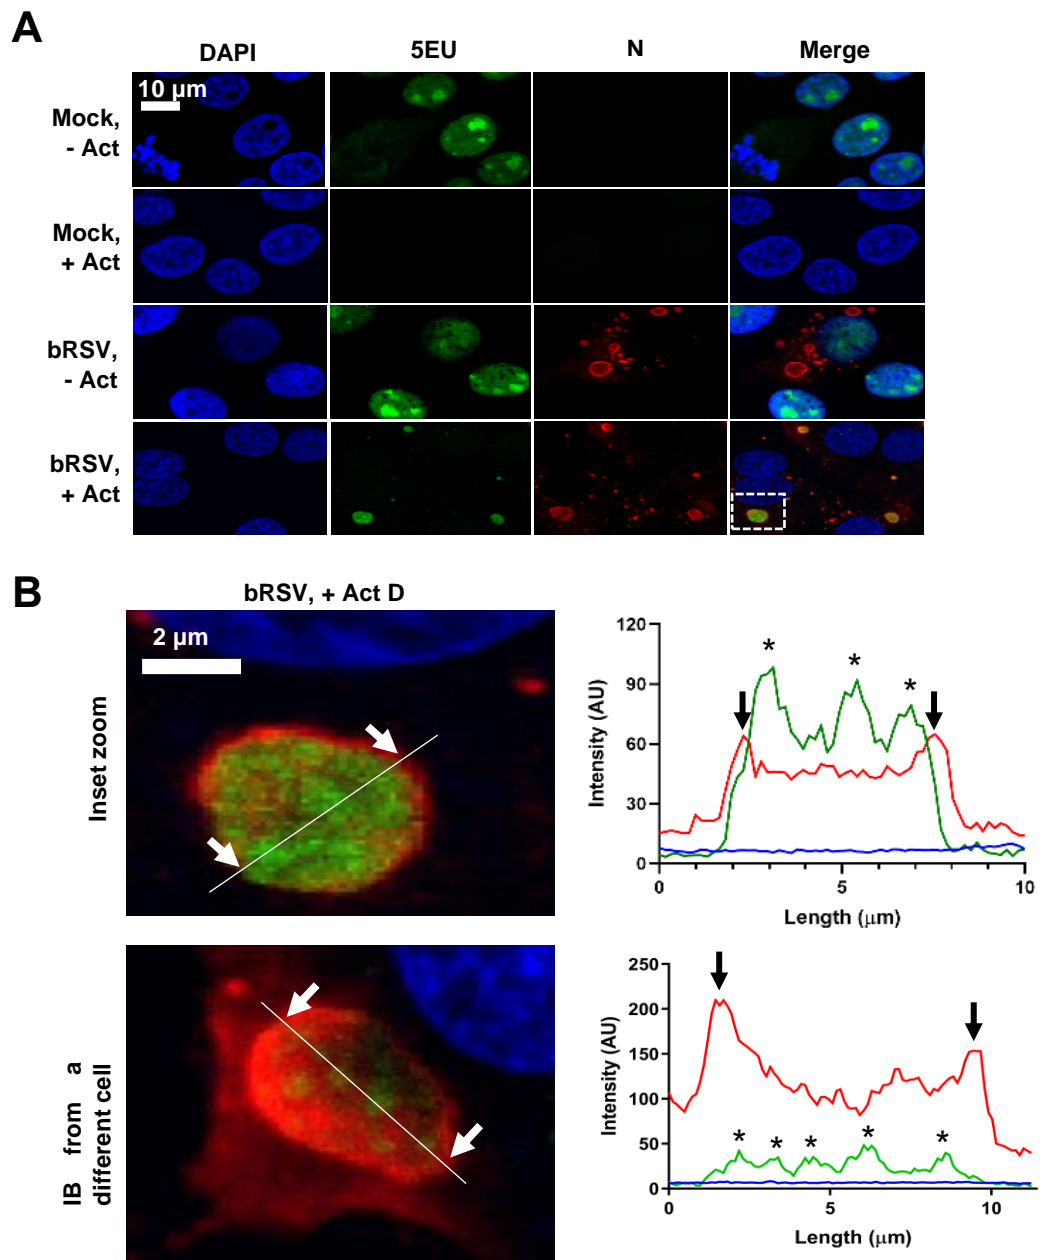 A
DAPI 5EU N Merge
10 µm
Mock,
- Act
Mock,
+ Act
bRSV,
- Act
bRSV,
+ Act
B
bRSV, + Act D
Inset zoom
2 µm
Intensity (AU)
120
90
60
30
0
* * *
0 5 10
Length (µm)
IB from a
different cell
Intensity (AU)
250
200
150
100
50
0
* * * * *
0 5 10
Length (µm)